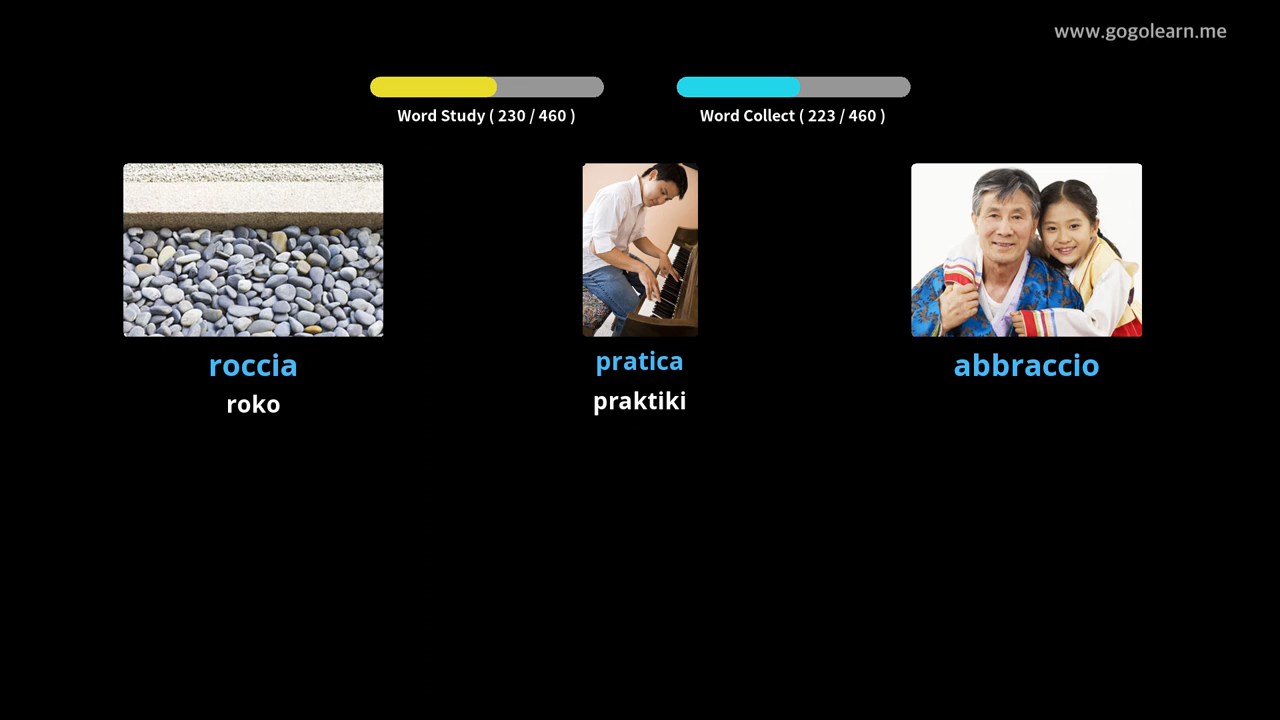 www.gogolearn.me
Word Study ( 230 / 460 )
Word Collect ( 223 / 460 )
roccia
roko
pratica
praktiki
abbraccio